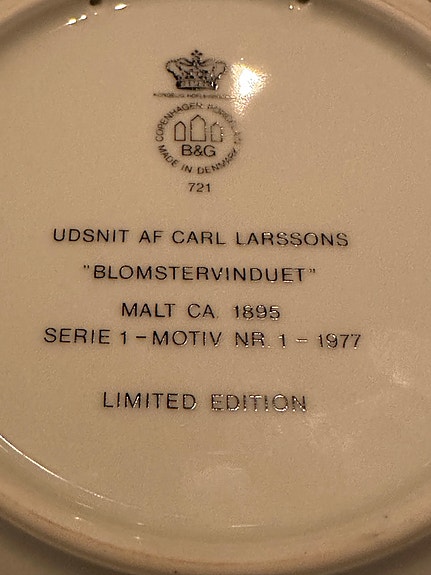 COPENHAGEN PORCELAIN
B&G
MADE IN DENMARK
721
UDSNIT AF CARL LARSSONS
"BLOMSTERVINDUET"
MALT CA. 1895
SERIE 1 - MOTIV NR. 1 - 1977
LIMITED EDITION